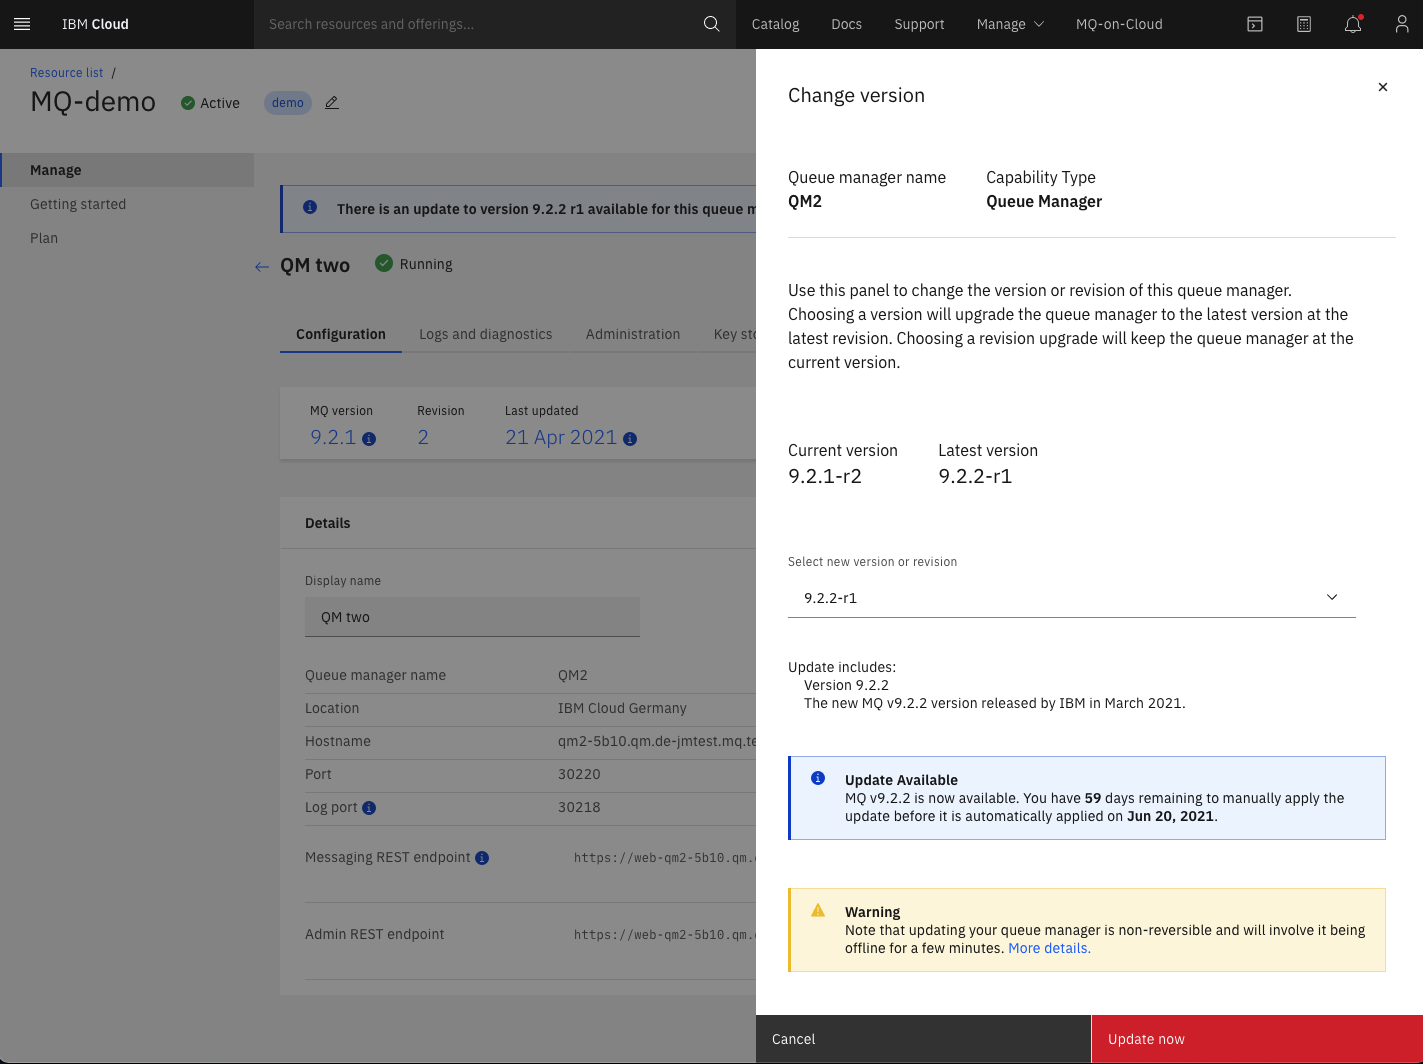 IBM Cloud
Search resources and offerings...
Catalog
Docs
Support
Manage
MQ-on-Cloud
Resource list /
MQ-demo
Active
demo
Manage
Getting started
Plan
There is an update to version 9.2.2 r1 available for this queue m
QM two
Running
Configuration
Logs and diagnostics
Administration
Key sto
MQ version
Revision
Last updated
9.2.1
2
21 Apr 2021
Details
Display name
QM two
Queue manager name
QM2
Location
IBM Cloud Germany
Hostname
qm2-5b10.qm.de-jmtest.mq.te
Port
30220
Log port
30218
Messaging REST endpoint
https://web-qm2-5b10.qm.
Admin REST endpoint
https://web-qm2-5b10.qm.
Change version
Queue manager name
QM2
Capability Type
Queue Manager
Use this panel to change the version or revision of this queue manager.
Choosing a version will upgrade the queue manager to the latest version at the
latest revision. Choosing a revision upgrade will keep the queue manager at the
current version.
Current version
9.2.1-r2
Latest version
9.2.2-r1
Select new version or revision
9.2.2-r1
Update includes:
Version 9.2.2
The new MQ v9.2.2 version released by IBM in March 2021.
Update Available
MQ v9.2.2 is now available. You have 59 days remaining to manually apply the
update before it is automatically applied on Jun 20, 2021.
Warning
Note that updating your queue manager is non-reversible and will involve it being
offline for a few minutes. More details.
Cancel
Update now